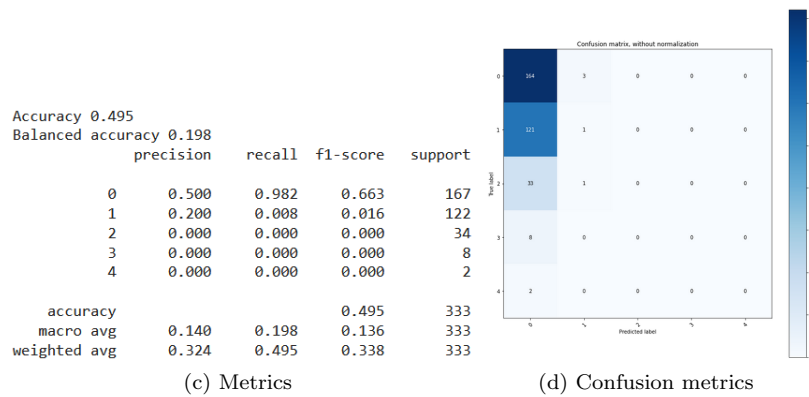 Accuracy 0.495
Balanced accuracy 0.198
precision recall f1-score support
0 0.500 0.982 0.663 167
1 0.200 0.008 0.016 122
2 0.000 0.000 0.000 34
3 0.000 0.000 0.000 8
4 0.000 0.000 0.000 2
accuracy 0.495 333
macro avg 0.140 0.198 0.136 333
weighted avg 0.324 0.495 0.338 333
(c) Metrics
Confusion matrix, without normalization
True label
0 164 3 0 0 0
1 121 1 0 0 0
2 33 1 0 0 0
3 8 0 0 0 0
4 2 0 0 0 0
0 1 2 3 4
Predicted label
(d) Confusion metrics